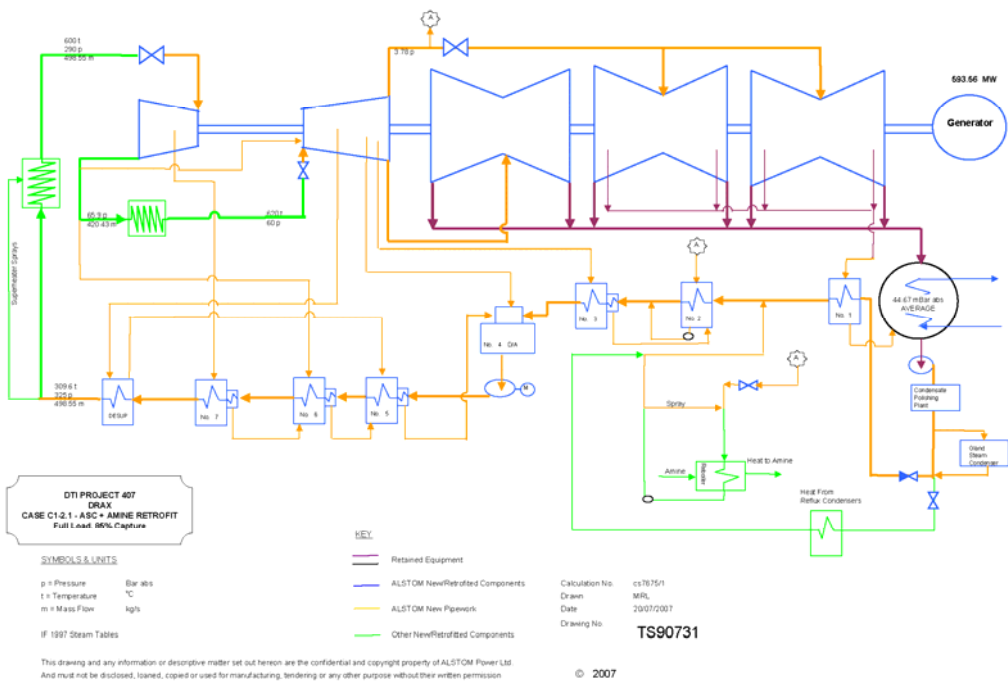 600 t
290 p
498.55 m
A
3.78 p
593.56 MW
Generator
65.9 p
420.43 m
620 t
60 p
Superheater Sprays
A
44.67 mBar abs
AVERAGE
No. 3
No. 2
No. 1
No. 4 D/A
M
309.6 t
325 p
498.55 m
DESUP
No. 7
No. 6
No. 5
A
Condensate
Polishing
Plant
Spray
Gland
Steam
Condenser
Amine
Reboiler
Heat to Amine
Heat From
Reflux Condensers
DTI PROJECT 407
DRAX
CASE C1-2.1 - ASC + AMINE RETROFIT
Full Load, 85% Capture
SYMBOLS & UNITS
p = Pressure Bar abs
t = Temperature °C
m = Mass Flow kg/s
IF 1997 Steam Tables
KEY
Retained Equipment
ALSTOM New/Retrofited Components
ALSTOM New Pipework
Other New/Retrofitted Components
Calculation No. cs7675/1
Drawn MRL
Date 20/07/2007
Drawing No. TS90731
This drawing and any information or descriptive matter set out hereon are the confidential and copyright property of ALSTOM Power Ltd.
And must not be disclosed, loaned, copied or used for manufacturing, tendering or any other purpose without their written permission
© 2007